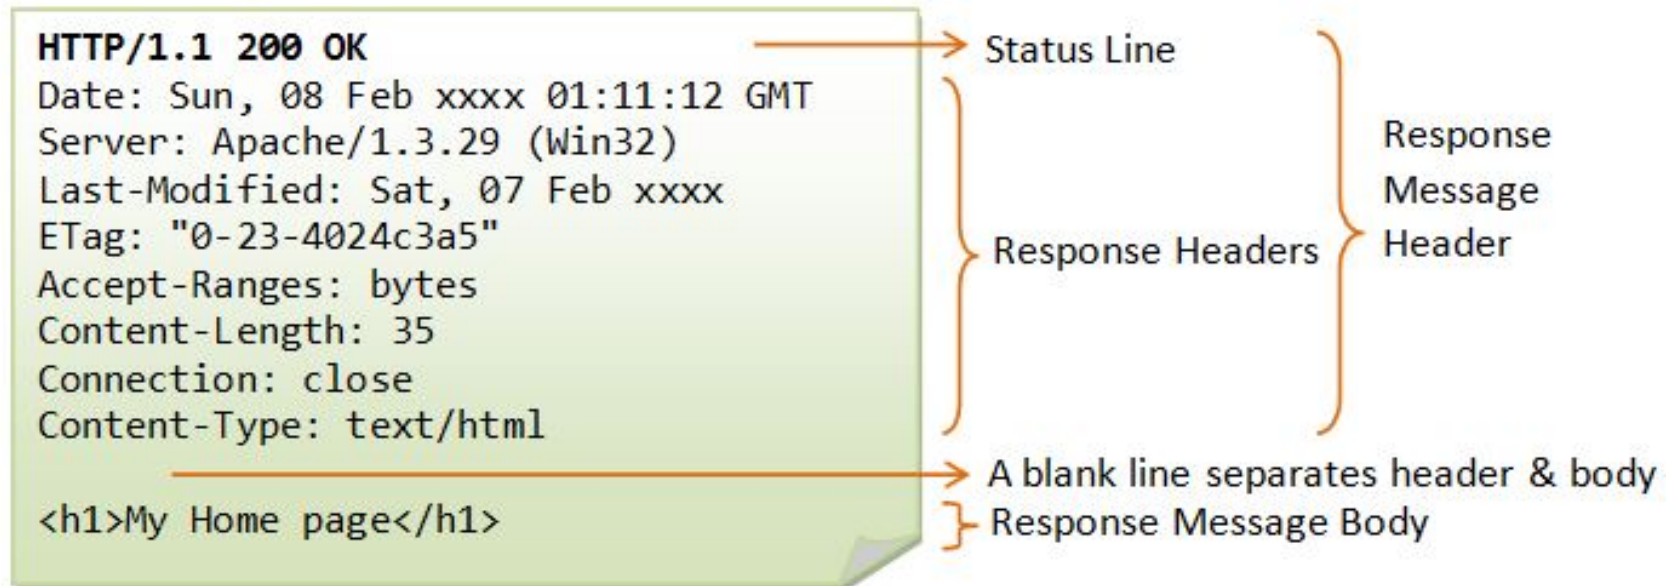 HTTP/1.1 200 OK
Date: Sun, 08 Feb xxxx 01:11:12 GMT
Server: Apache/1.3.29 (Win32)
Last-Modified: Sat, 07 Feb xxxx
ETag: "0-23-4024c3a5"
Accept-Ranges: bytes
Content-Length: 35
Connection: close
Content-Type: text/html
<h1>My Home page</h1>
Status Line
Response Headers
Response
Message
Header
A blank line separates header & body
Response Message Body